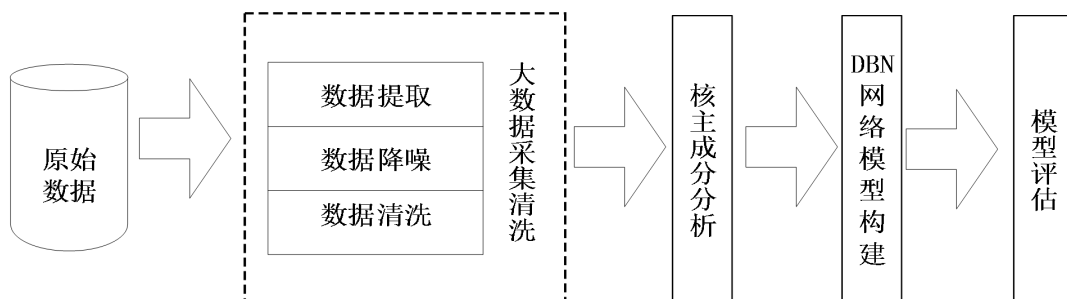 原始
数据
数据提取
数据降噪
数据清洗
大数据采集清洗
核主成分分析
DBN
网络模型构建
模型评估